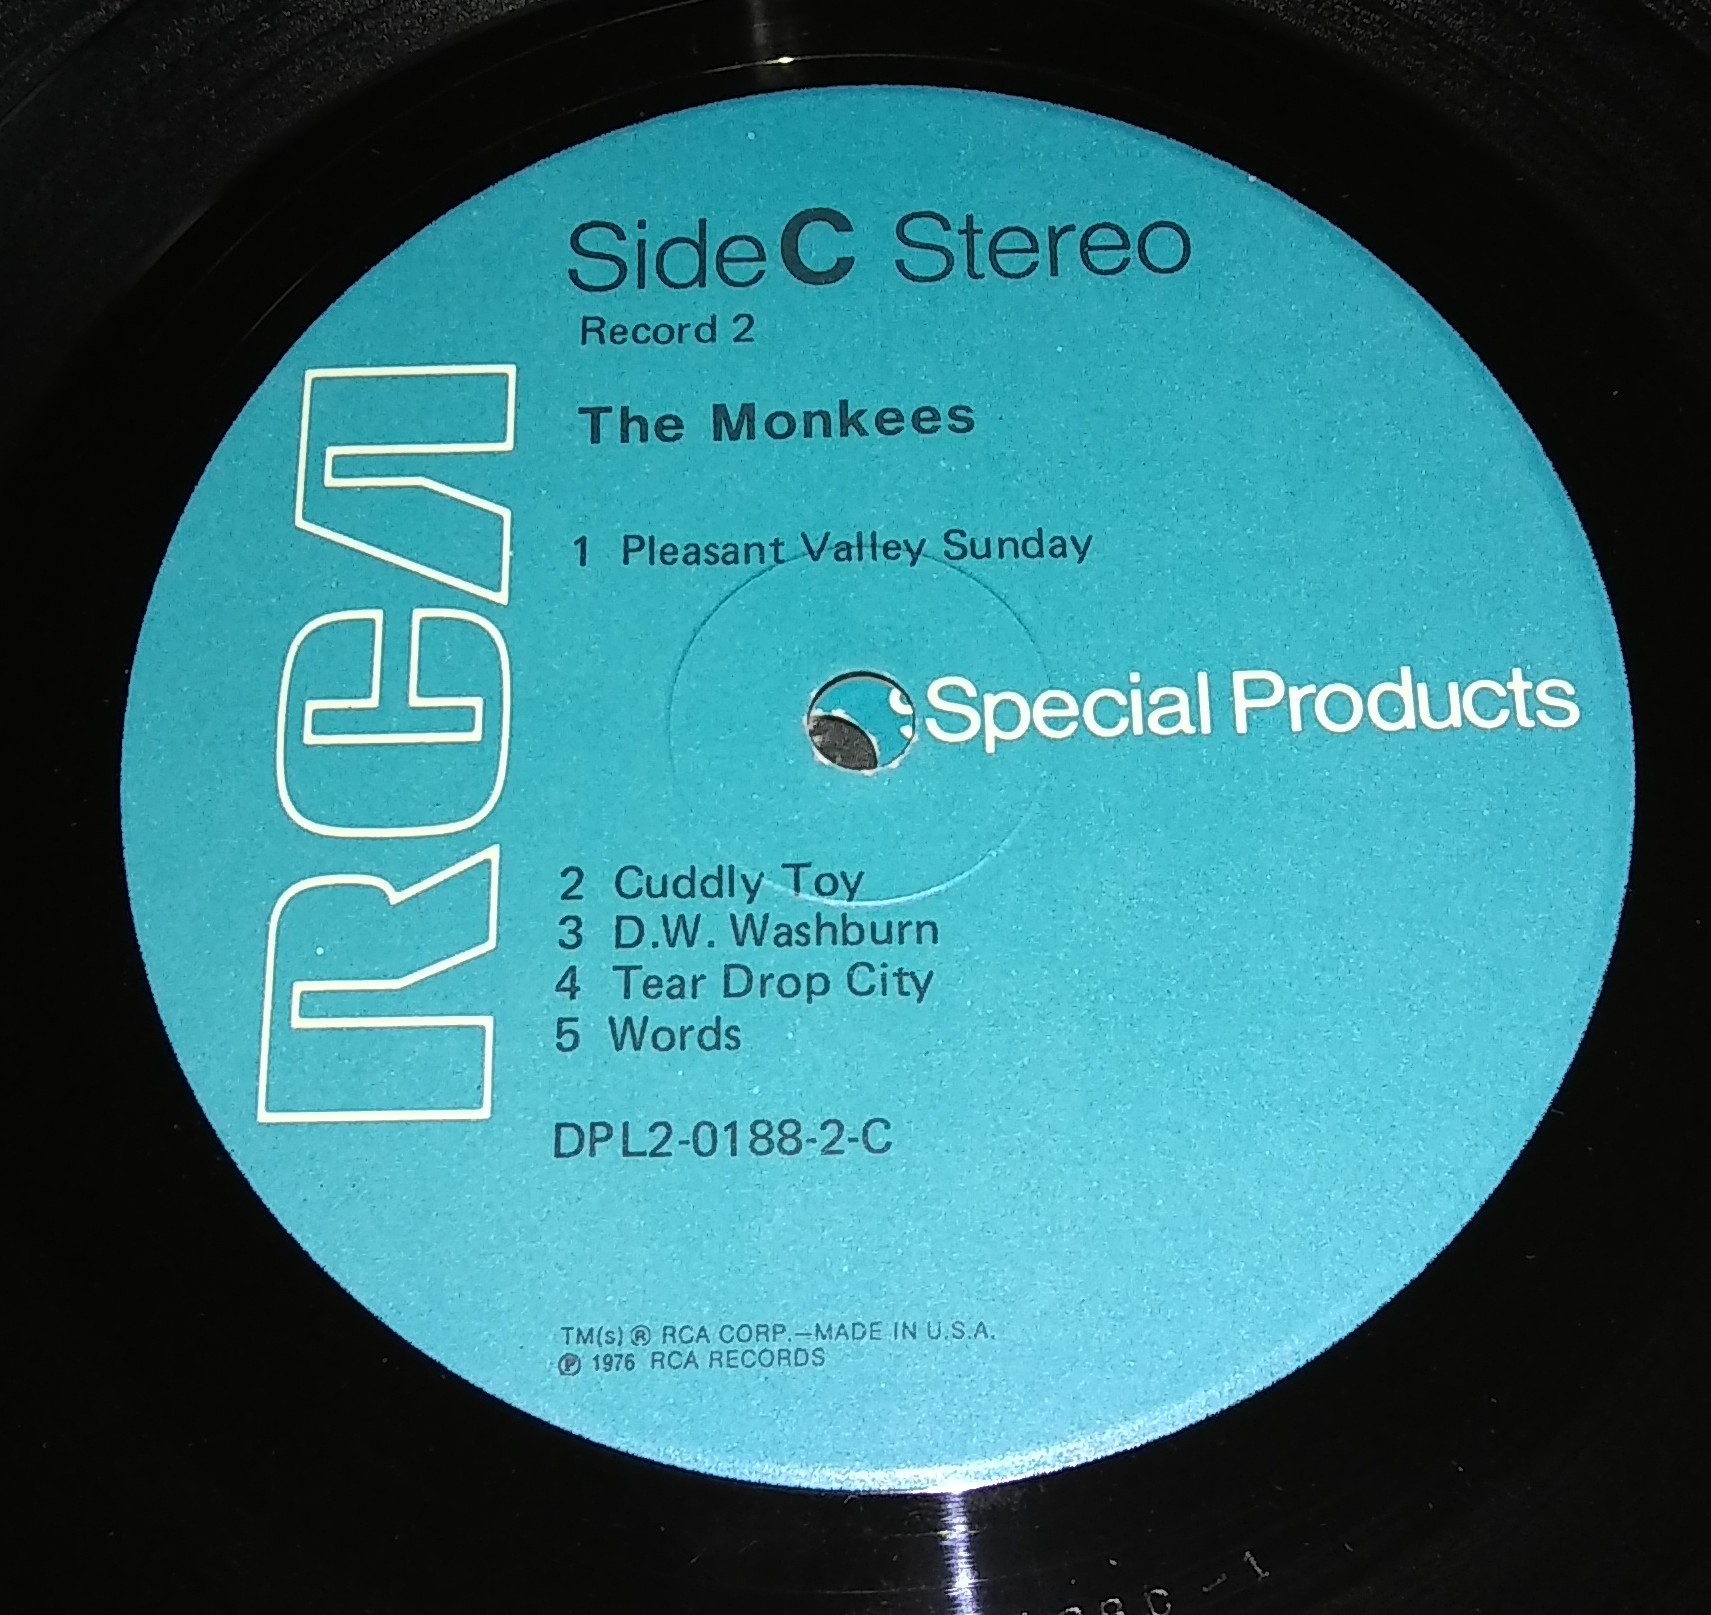 Side C Stereo
Record 2
The Monkees
1 Pleasant Valley Sunday
RCA
Special Products
2 Cuddly Toy
3 D.W. Washburn
4 Tear Drop City
5 Words
DPL2-0188-2-C
TM(s) ® RCA CORP.—MADE IN U.S.A.
℗ 1976 RCA RECORDS